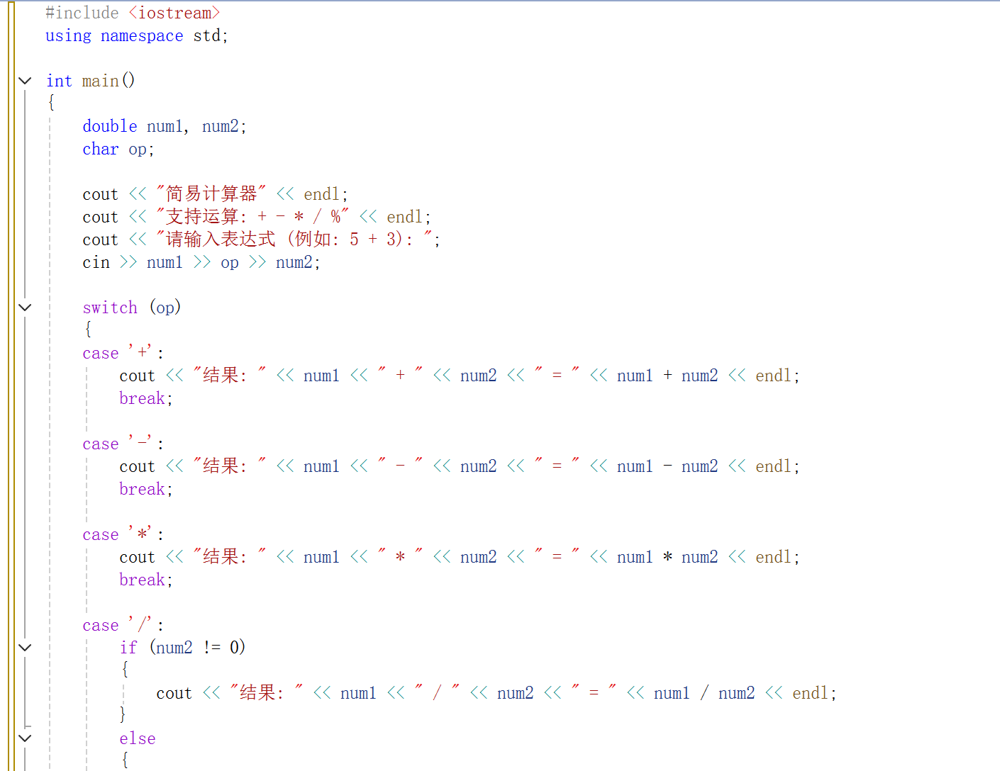 #include <iostream>
using namespace std;
int main()
{
double num1, num2;
char op;
cout << "简易计算器" << endl;
cout << "支持运算: + - * / %" << endl;
cout << "请输入表达式 (例如: 5 + 3): ";
cin >> num1 >> op >> num2;
switch (op)
{
case '+':
cout << "结果: " << num1 << " + " << num2 << " = " << num1 + num2 << endl;
break;
case '-':
cout << "结果: " << num1 << " - " << num2 << " = " << num1 - num2 << endl;
break;
case '*':
cout << "结果: " << num1 << " * " << num2 << " = " << num1 * num2 << endl;
break;
case '/':
if (num2 != 0)
{
cout << "结果: " << num1 << " / " << num2 << " = " << num1 / num2 << endl;
}
else
{